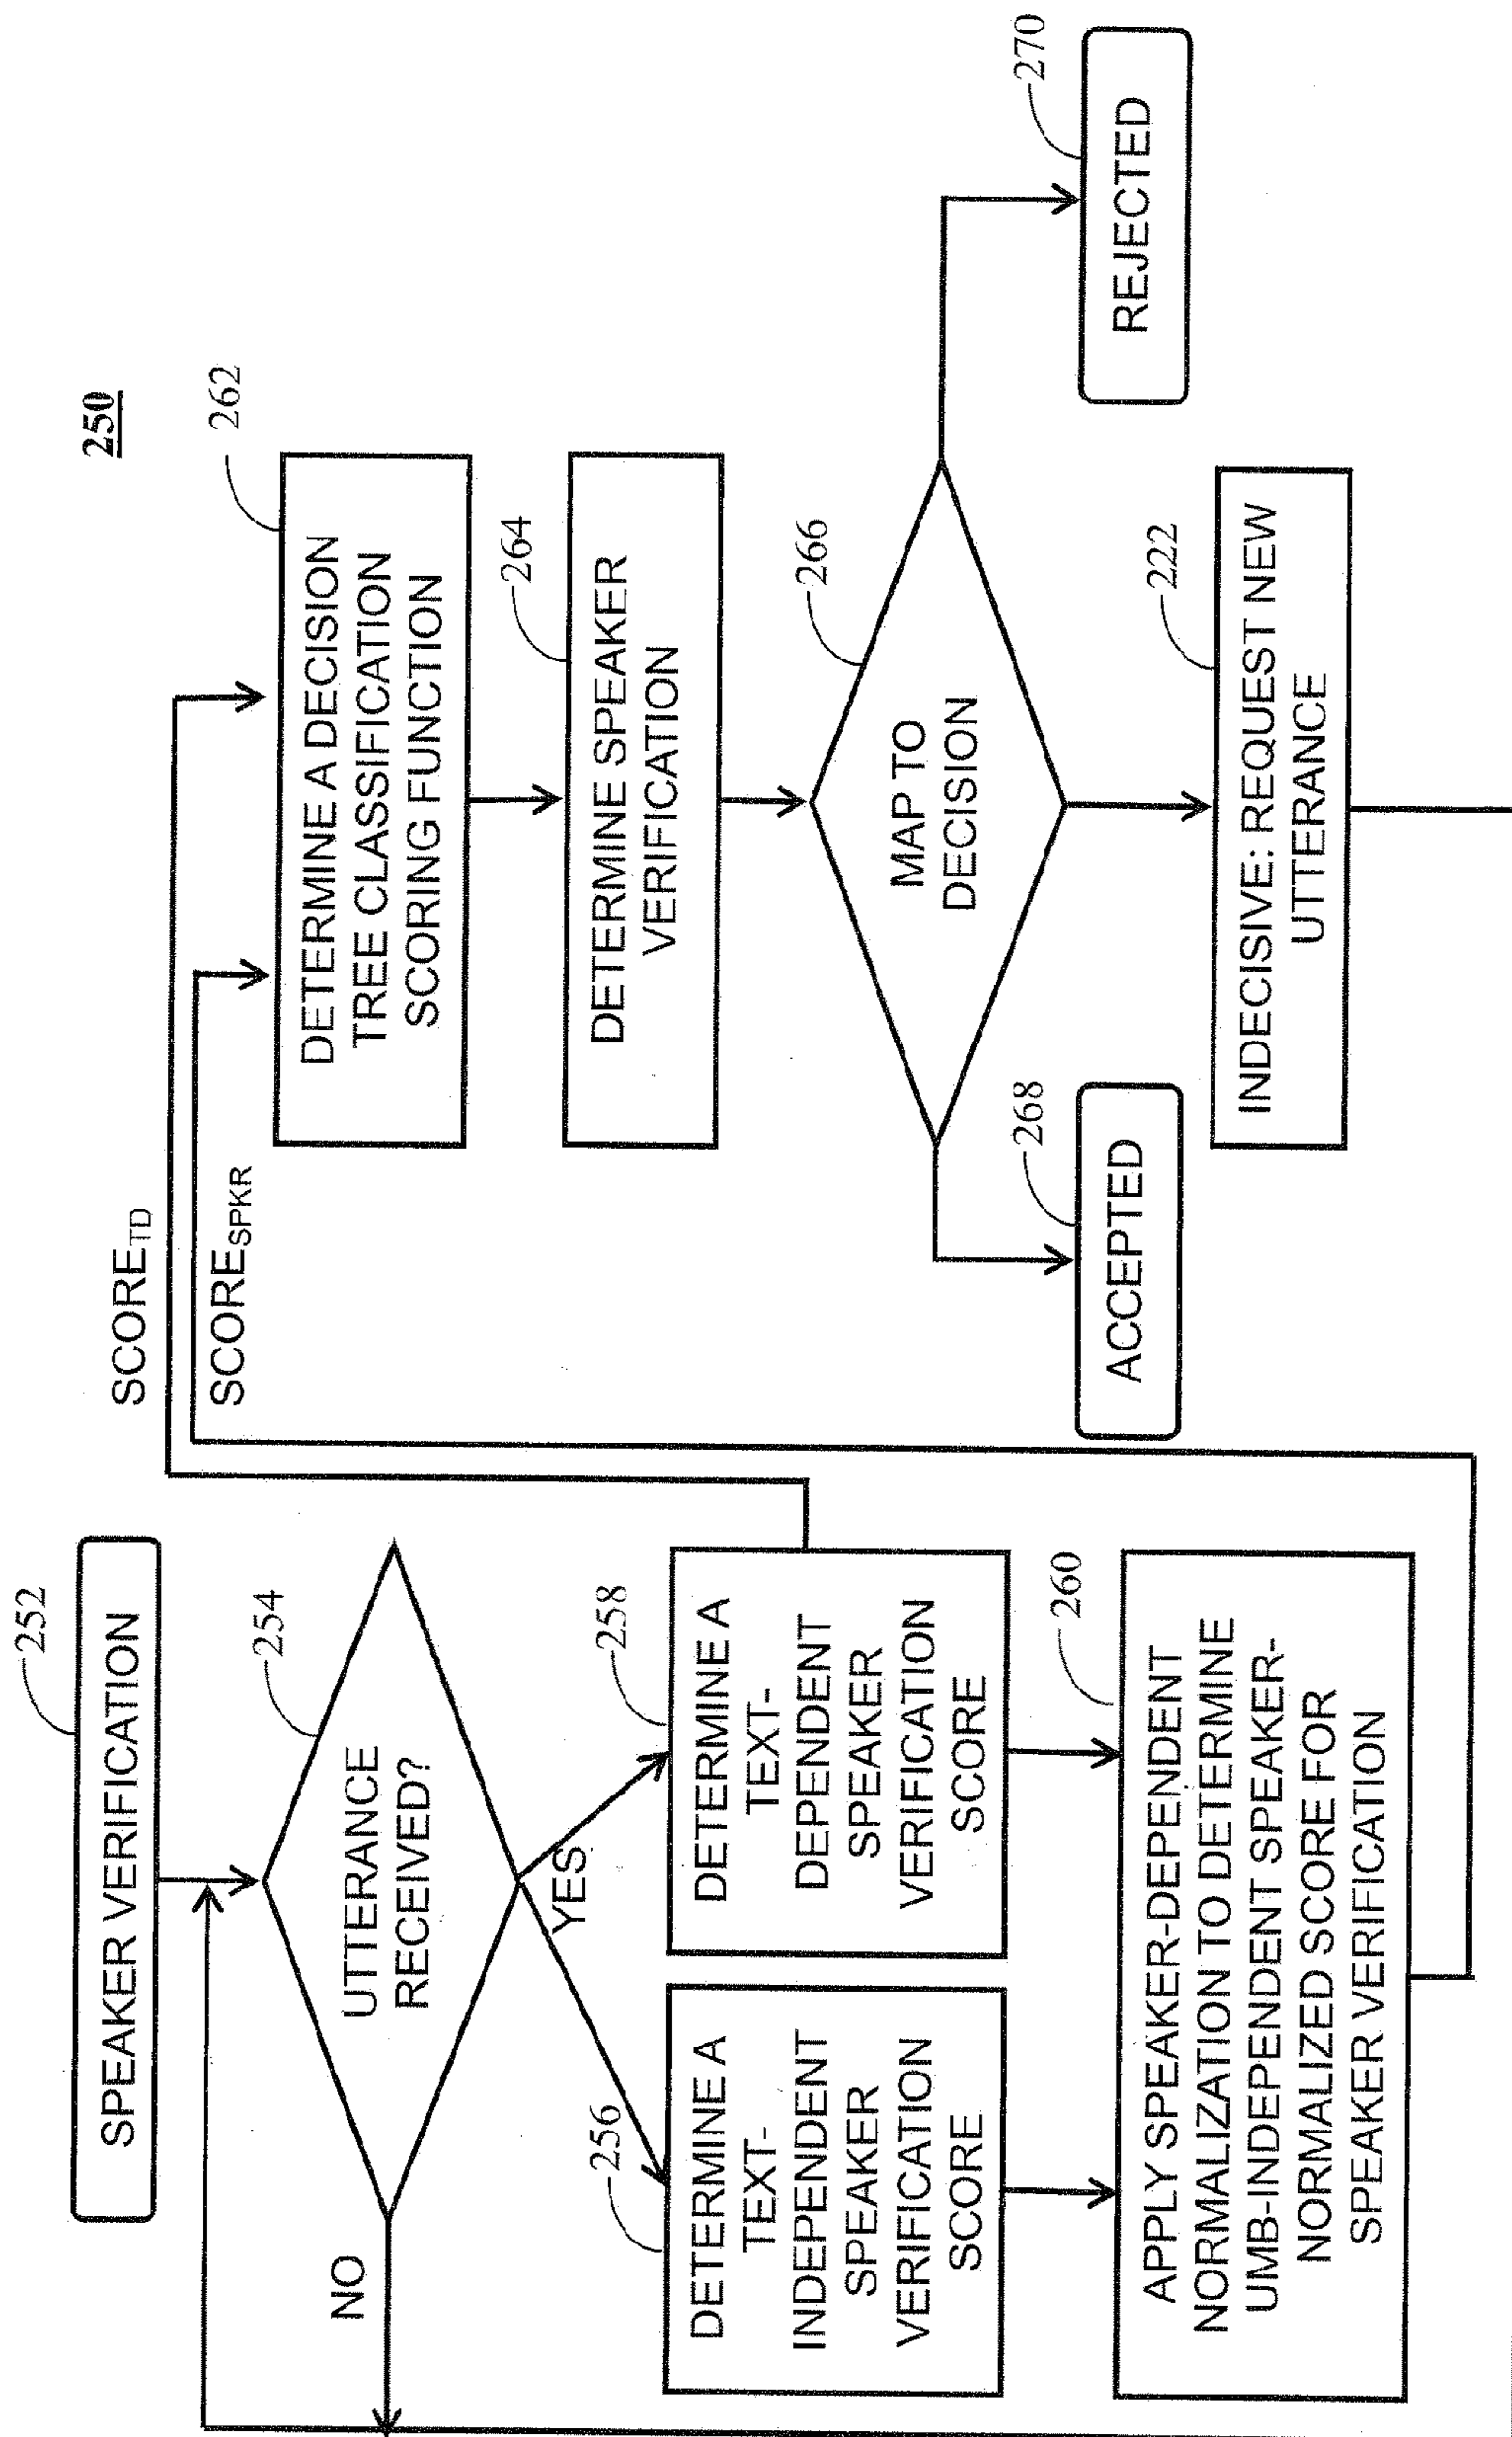 250
252
SPEAKER VERIFICATION
254
UTTERANCE
RECEIVED?
NO
YES
256
DETERMINE A
TEXT-
INDEPENDENT
SPEAKER
VERIFICATION
SCORE
258
DETERMINE A
TEXT-
DEPENDENT
SPEAKER
VERIFICATION
SCORE
260
APPLY SPEAKER-DEPENDENT
NORMALIZATION TO DETERMINE
UMB-INDEPENDENT SPEAKER-
NORMALIZED SCORE FOR
SPEAKER VERIFICATION
SCORETD
SCORESPKR
262
DETERMINE A DECISION
TREE CLASSIFICATION
SCORING FUNCTION
264
DETERMINE SPEAKER
VERIFICATION
266
MAP TO
DECISION
268
ACCEPTED
270
REJECTED
222
INDECISIVE: REQUEST NEW
UTTERANCE